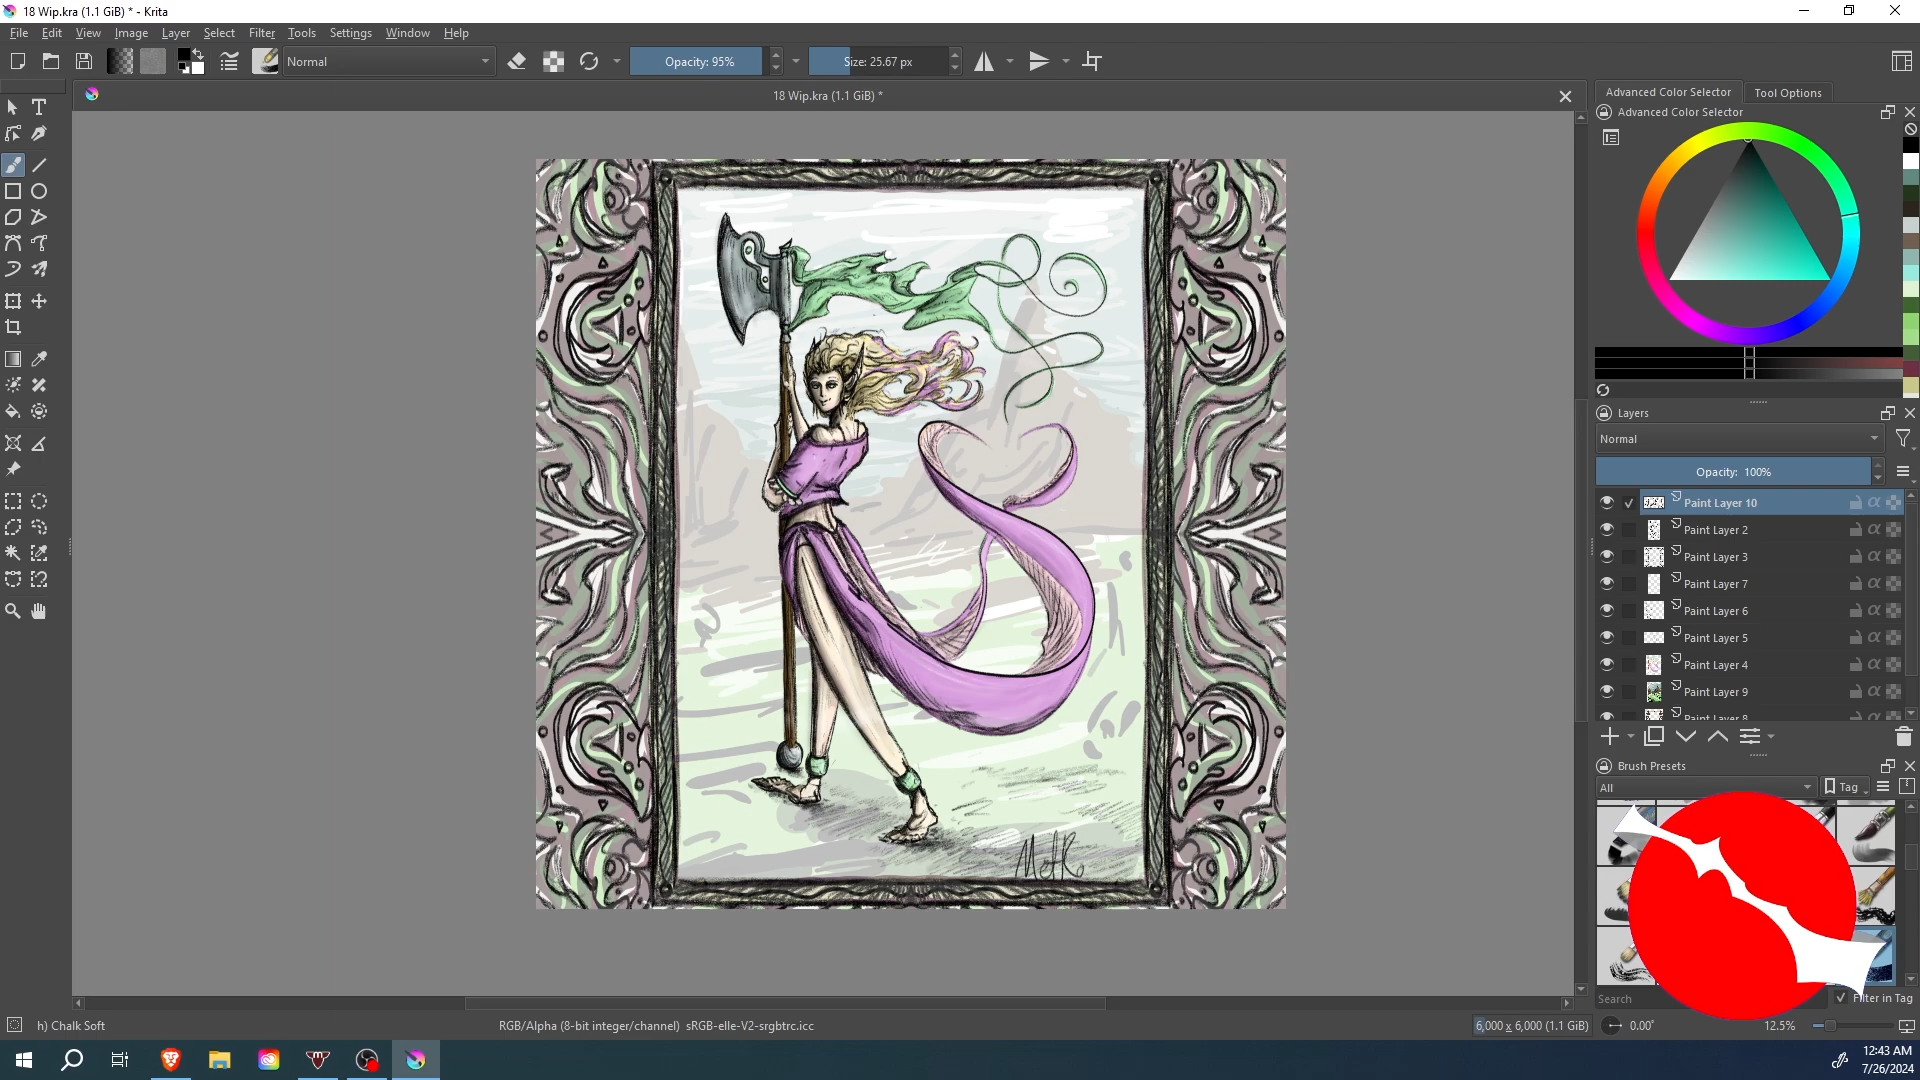 18 Wip.kra (1.1 GiB) * - Krita
File Edit View Image Layer Select Filter Tools Settings Window Help
Normal
Opacity: 95%
Size: 25.67 px
18 Wip.kra (1.1 GiB) *
Advanced Color Selector
Tool Options
Advanced Color Selector
Layers
Normal
Opacity: 100%
Paint Layer 10
Paint Layer 2
Paint Layer 3
Paint Layer 7
Paint Layer 6
Paint Layer 5
Paint Layer 4
Paint Layer 9
Paint Layer 8
Brush Presets
All
Tag
Search
Filter in Tag
h) Chalk Soft
RGB/Alpha (8-bit integer/channel) sRGB-elle-V2-srgbtrc.icc
6,000 x 6,000 (1.1 GiB)
0.00°
12.5%
12:43 AM
7/26/2024